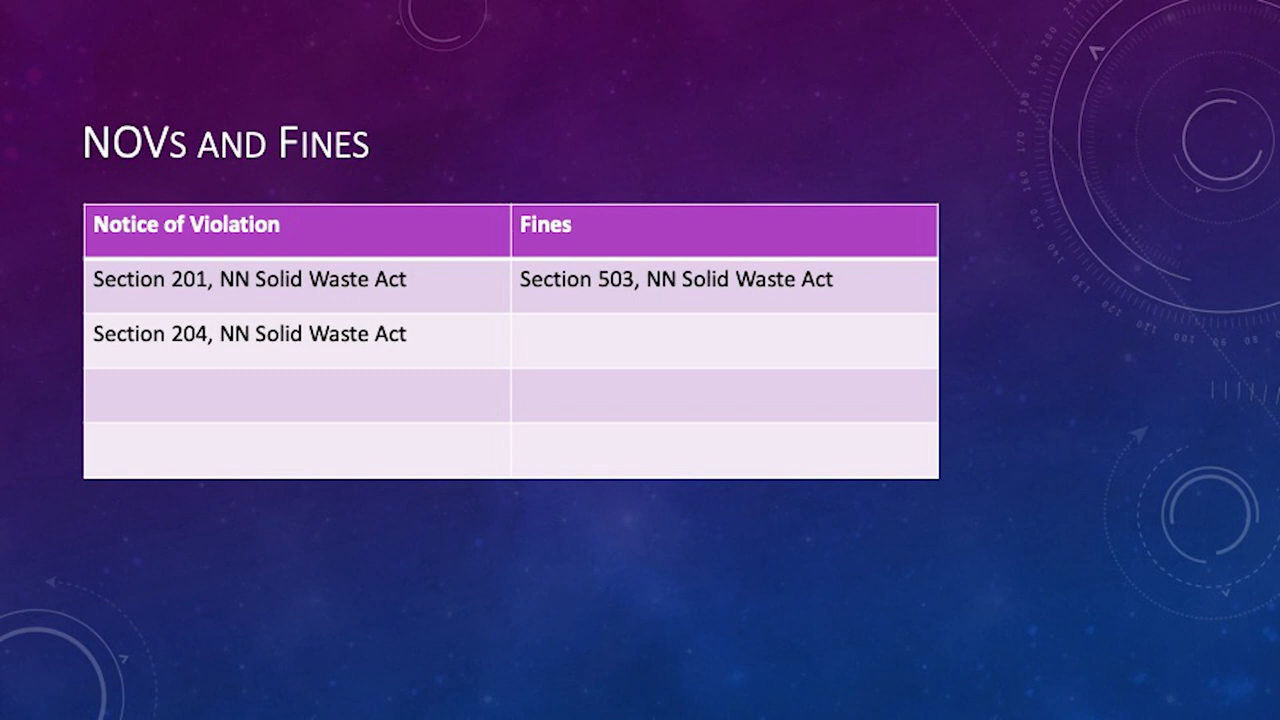 NOVs and Fines
Notice of Violation
Fines
Section 201, NN Solid Waste Act
Section 503, NN Solid Waste Act
Section 204, NN Solid Waste Act